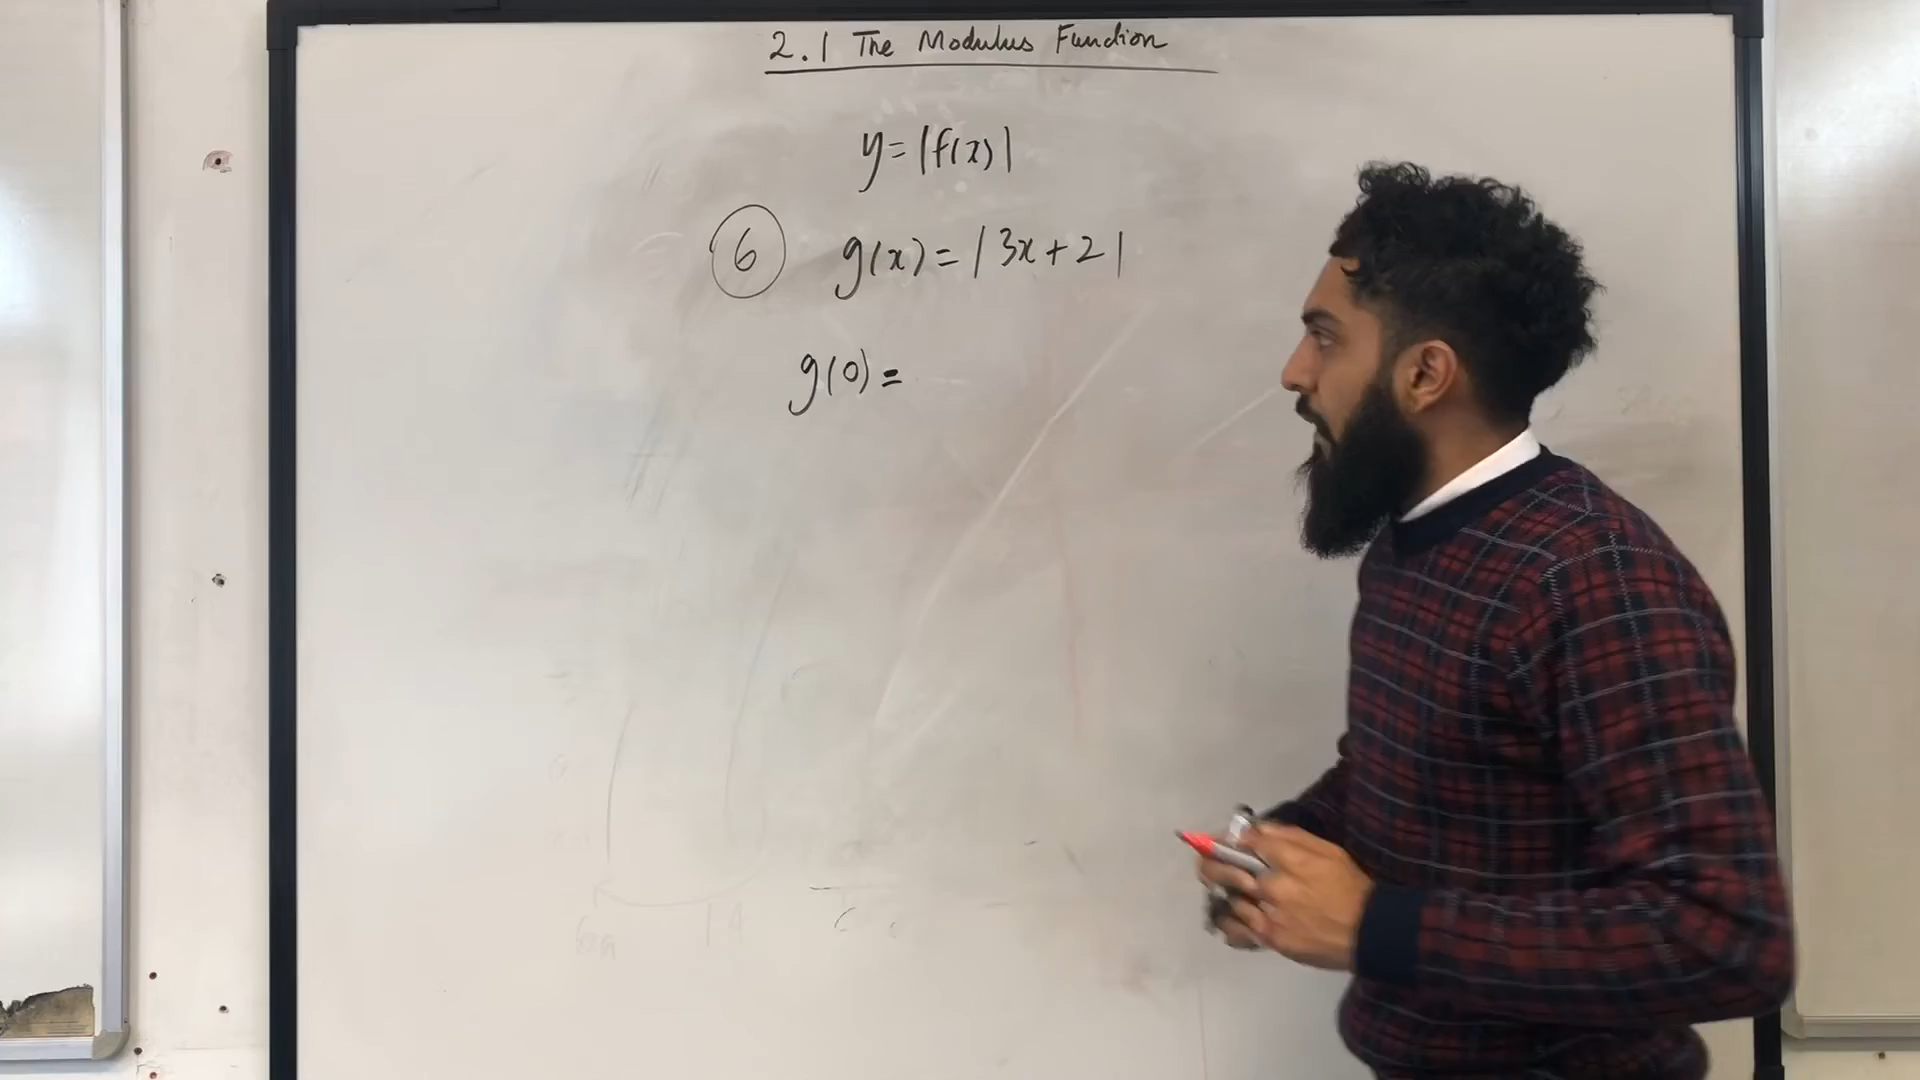 2.1 The Modulus Function
y=|f(x)|
6 g(x)=|3x+2|
g(0)=